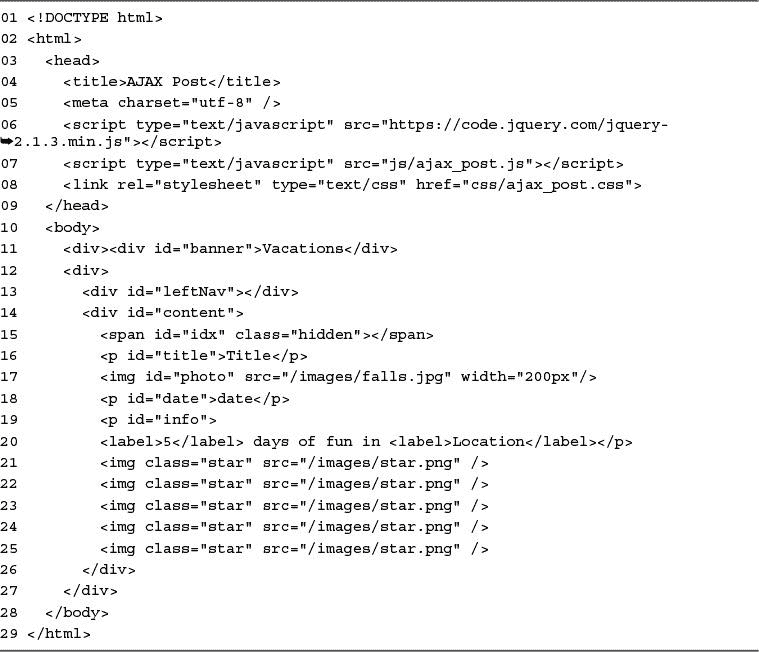 01 <!DOCTYPE html>
02 <html>
03   <head>
04     <title>AJAX Post</title>
05     <meta charset="utf-8" />
06     <script type="text/javascript" src="https://code.jquery.com/jquery-
➥2.1.3.min.js"></script>
07     <script type="text/javascript" src="js/ajax_post.js"></script>
08     <link rel="stylesheet" type="text/css" href="css/ajax_post.css">
09   </head>
10   <body>
11     <div><div id="banner">Vacations</div>
12     <div>
13       <div id="leftNav"></div>
14       <div id="content">
15         <span id="idx" class="hidden"></span>
16         <p id="title">Title</p>
17         <img id="photo" src="/images/falls.jpg" width="200px"/>
18         <p id="date">date</p>
19         <p id="info">
20         <label>5</label> days of fun in <label>Location</label></p>
21         <img class="star" src="/images/star.png" />
22         <img class="star" src="/images/star.png" />
23         <img class="star" src="/images/star.png" />
24         <img class="star" src="/images/star.png" />
25         <img class="star" src="/images/star.png" />
26       </div>
27     </div>
28   </body>
29 </html>